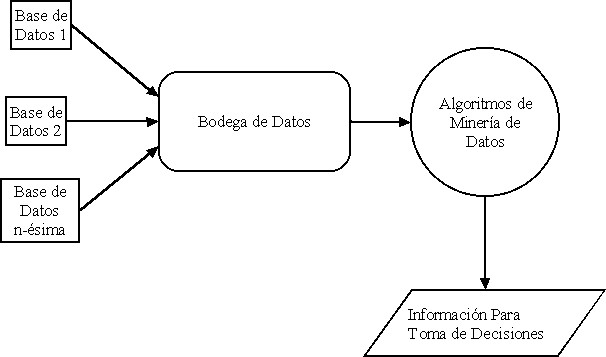 Base de
Datos 1
Base de
Datos 2
Base de
Datos
n-ésima
Bodega de Datos
Algoritmos de
Minería de
Datos
Información Para
Toma de Decisiones